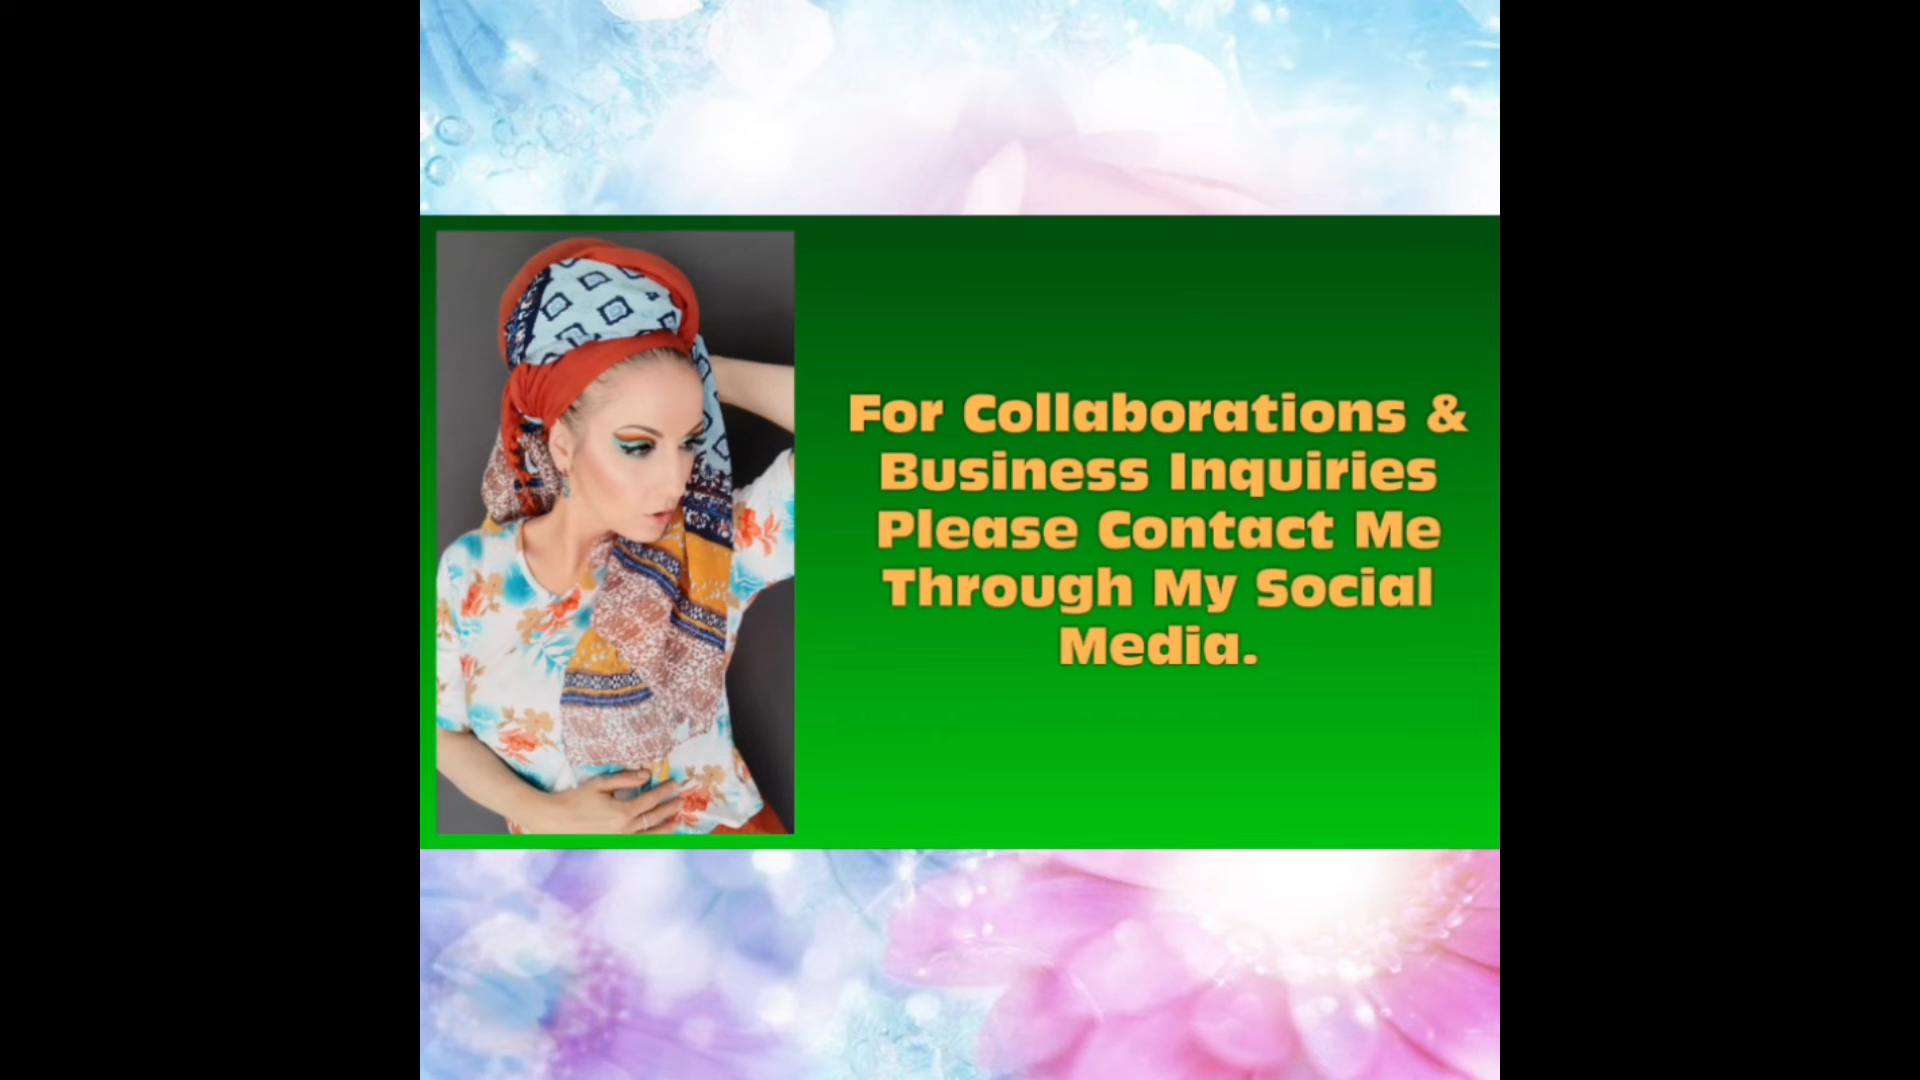 For Collaborations &
Business Inquiries
Please Contact Me
Through My Social
Media.